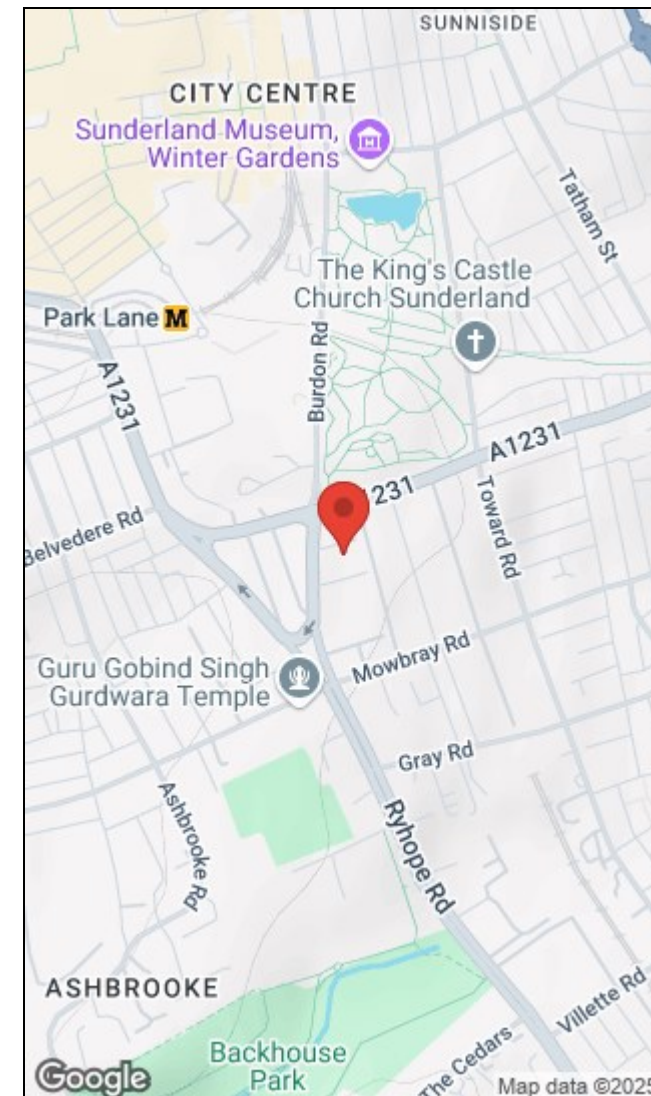 SUNNISIDE
CITY CENTRE
Sunderland Museum,
Winter Gardens
Tatham St
The King's Castle
Church Sunderland
Park Lane M
Burdon Rd
A1231
A1231
1231
Toward Rd
Belvedere Rd
Mowbray Rd
Guru Gobind Singh
Gurdwara Temple
Gray Rd
Ashbrooke Rd
Ryhope Rd
ASHBROOKE
Villette Rd
Backhouse
Park
The Cedars
Google
Map data ©2025